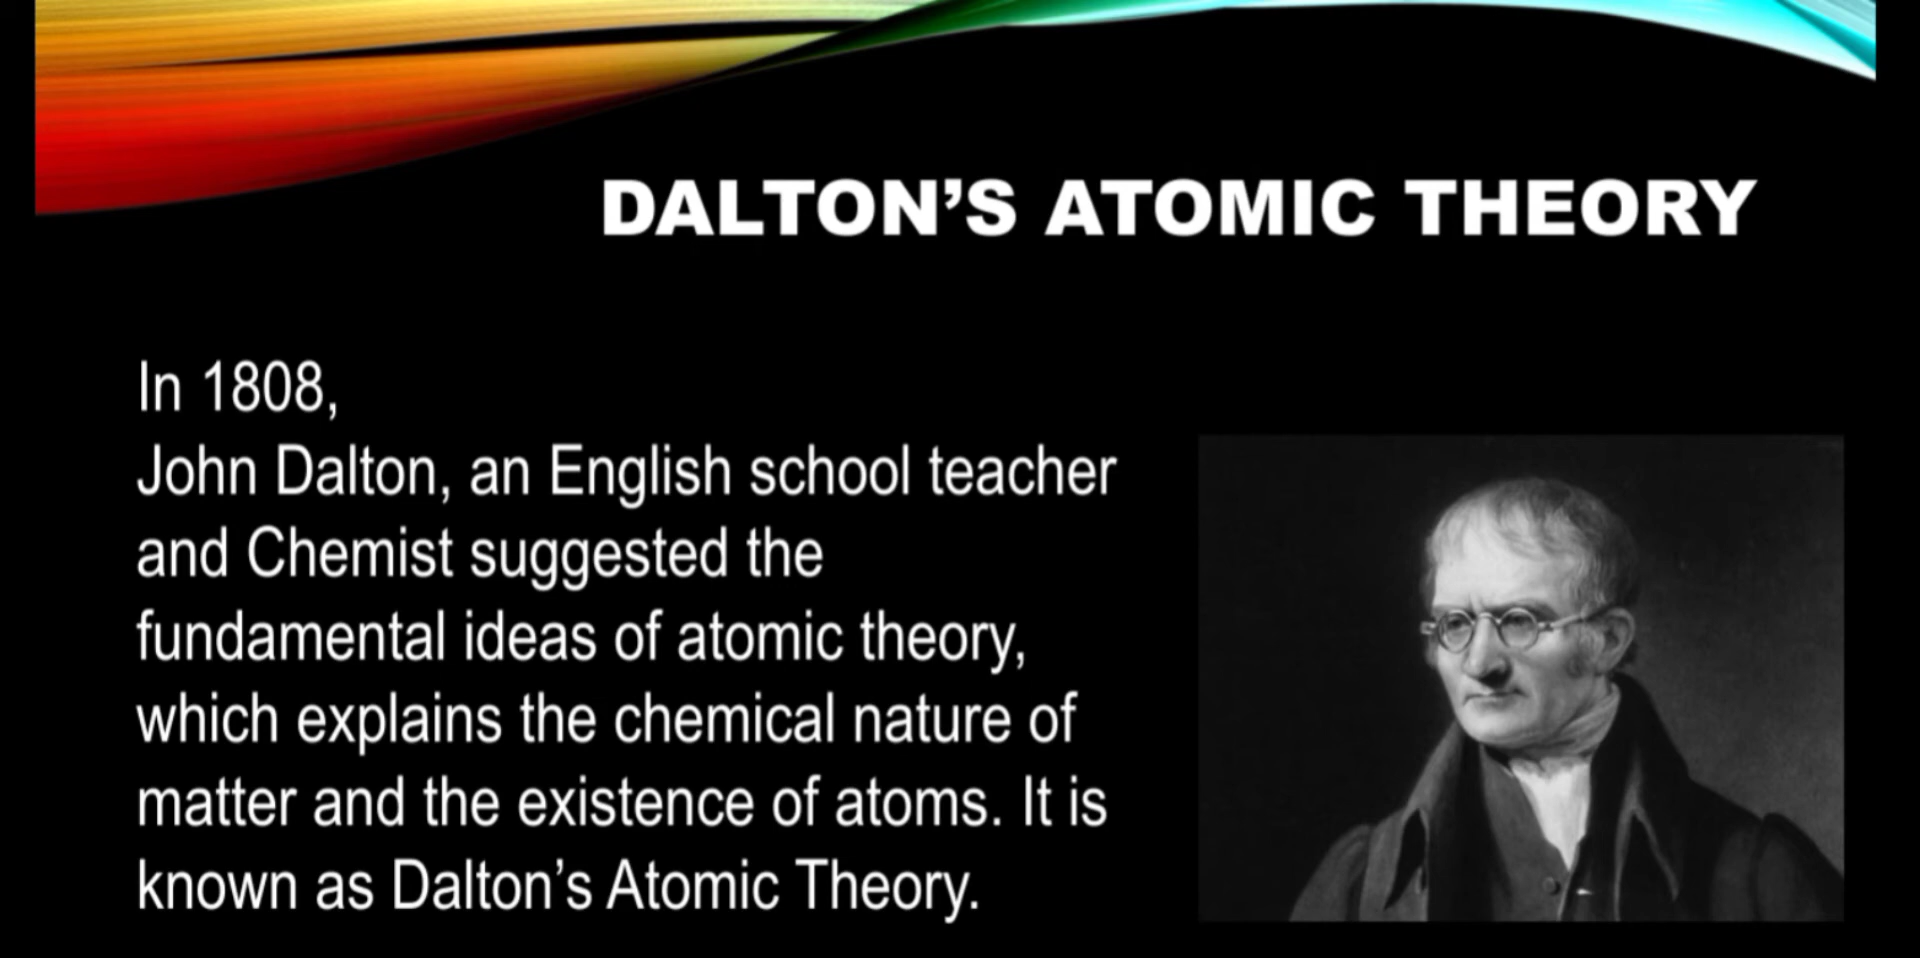 DALTON’S ATOMIC THEORY
In 1808,
John Dalton, an English school teacher
and Chemist suggested the
fundamental ideas of atomic theory,
which explains the chemical nature of
matter and the existence of atoms. It is
known as Dalton’s Atomic Theory.